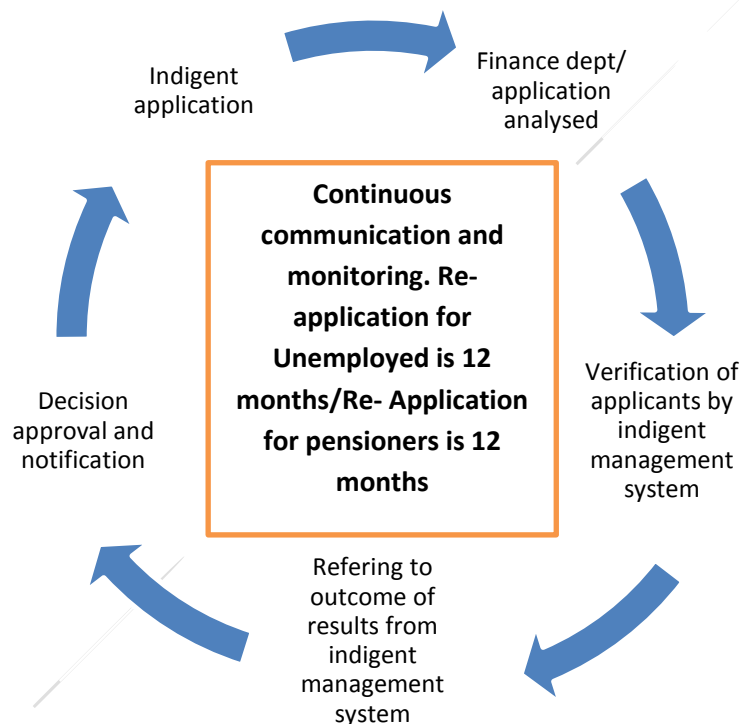 Indigent
application
Finance dept/
application
analysed
Continuous
communication and
monitoring. Re-
application for
Unemployed is 12
months/Re- Application
for pensioners is 12
months
Verification of
applicants by
indigent
management
system
Refering to
outcome of
results from
indigent
management
system
Decision
approval and
notification